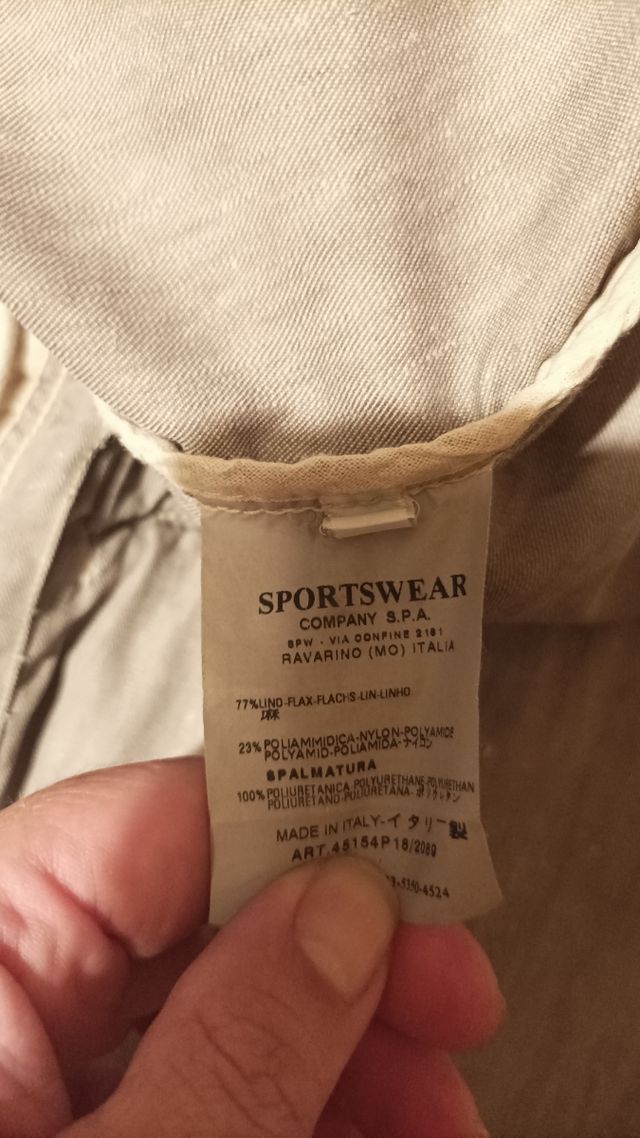 SPORTSWEAR
COMPANY S.P.A.
SPW - VIA CONFINE 2161
RAVARINO (MO) ITALIA
77%LINO-FLAX-FLACHS-LIN-LINHO
麻
23%POLIAMMIDICA-NYLON-POLYAMIDE
POLYAMID-POLIAMIDA-ナイロン
SPALMATURA
100%POLIURETANICA-POLYURETHANE-POLYURETHAN
POLIURETANO-POLIURETANA-ポリウレタン
MADE IN ITALY-イタリー製
ART.45154P18/2089
-5350-4524